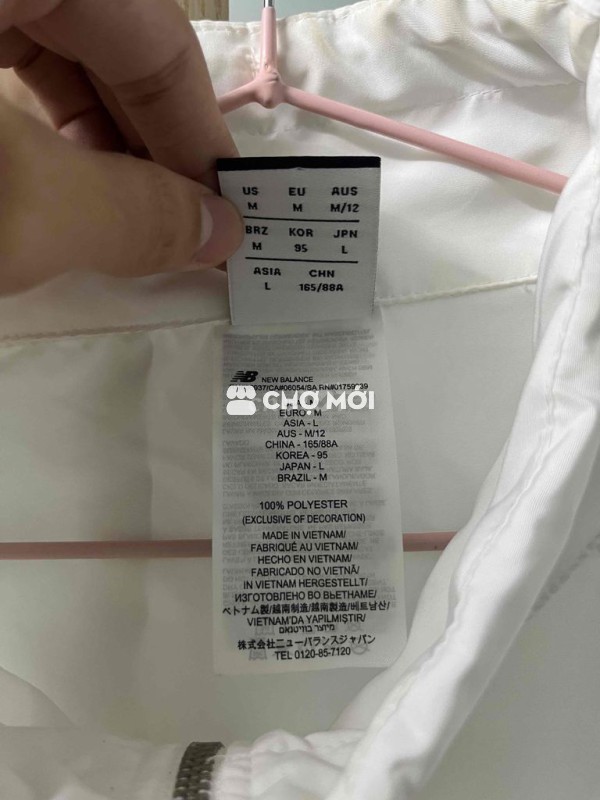 US EU AUS
M M M/12
BRZ KOR JPN
M 95 L
ASIA CHN
L 165/88A
NB NEW BALANCE
CHỢ MỚI
EURO - M
ASIA - L
AUS - M/12
CHINA - 165/88A
KOREA - 95
JAPAN - L
BRAZIL - M
100% POLYESTER
(EXCLUSIVE OF DECORATION)
MADE IN VIETNAM/
FABRIQUÉ AU VIETNAM/
HECHO EN VIETNAM/
FABRICADO NO VIETNÃ/
IN VIETNAM HERGESTELLT/
ИЗГОТОВЛЕНО ВО ВЬЕТНАМЕ/
ベトナム製/越南制造/越南製造/베트남산/
VIETNAM'DA YAPILMIŞTIR/
מיוצר בווייטנאם
株式会社ニューバランスジャパン
TEL 0120-85-7120